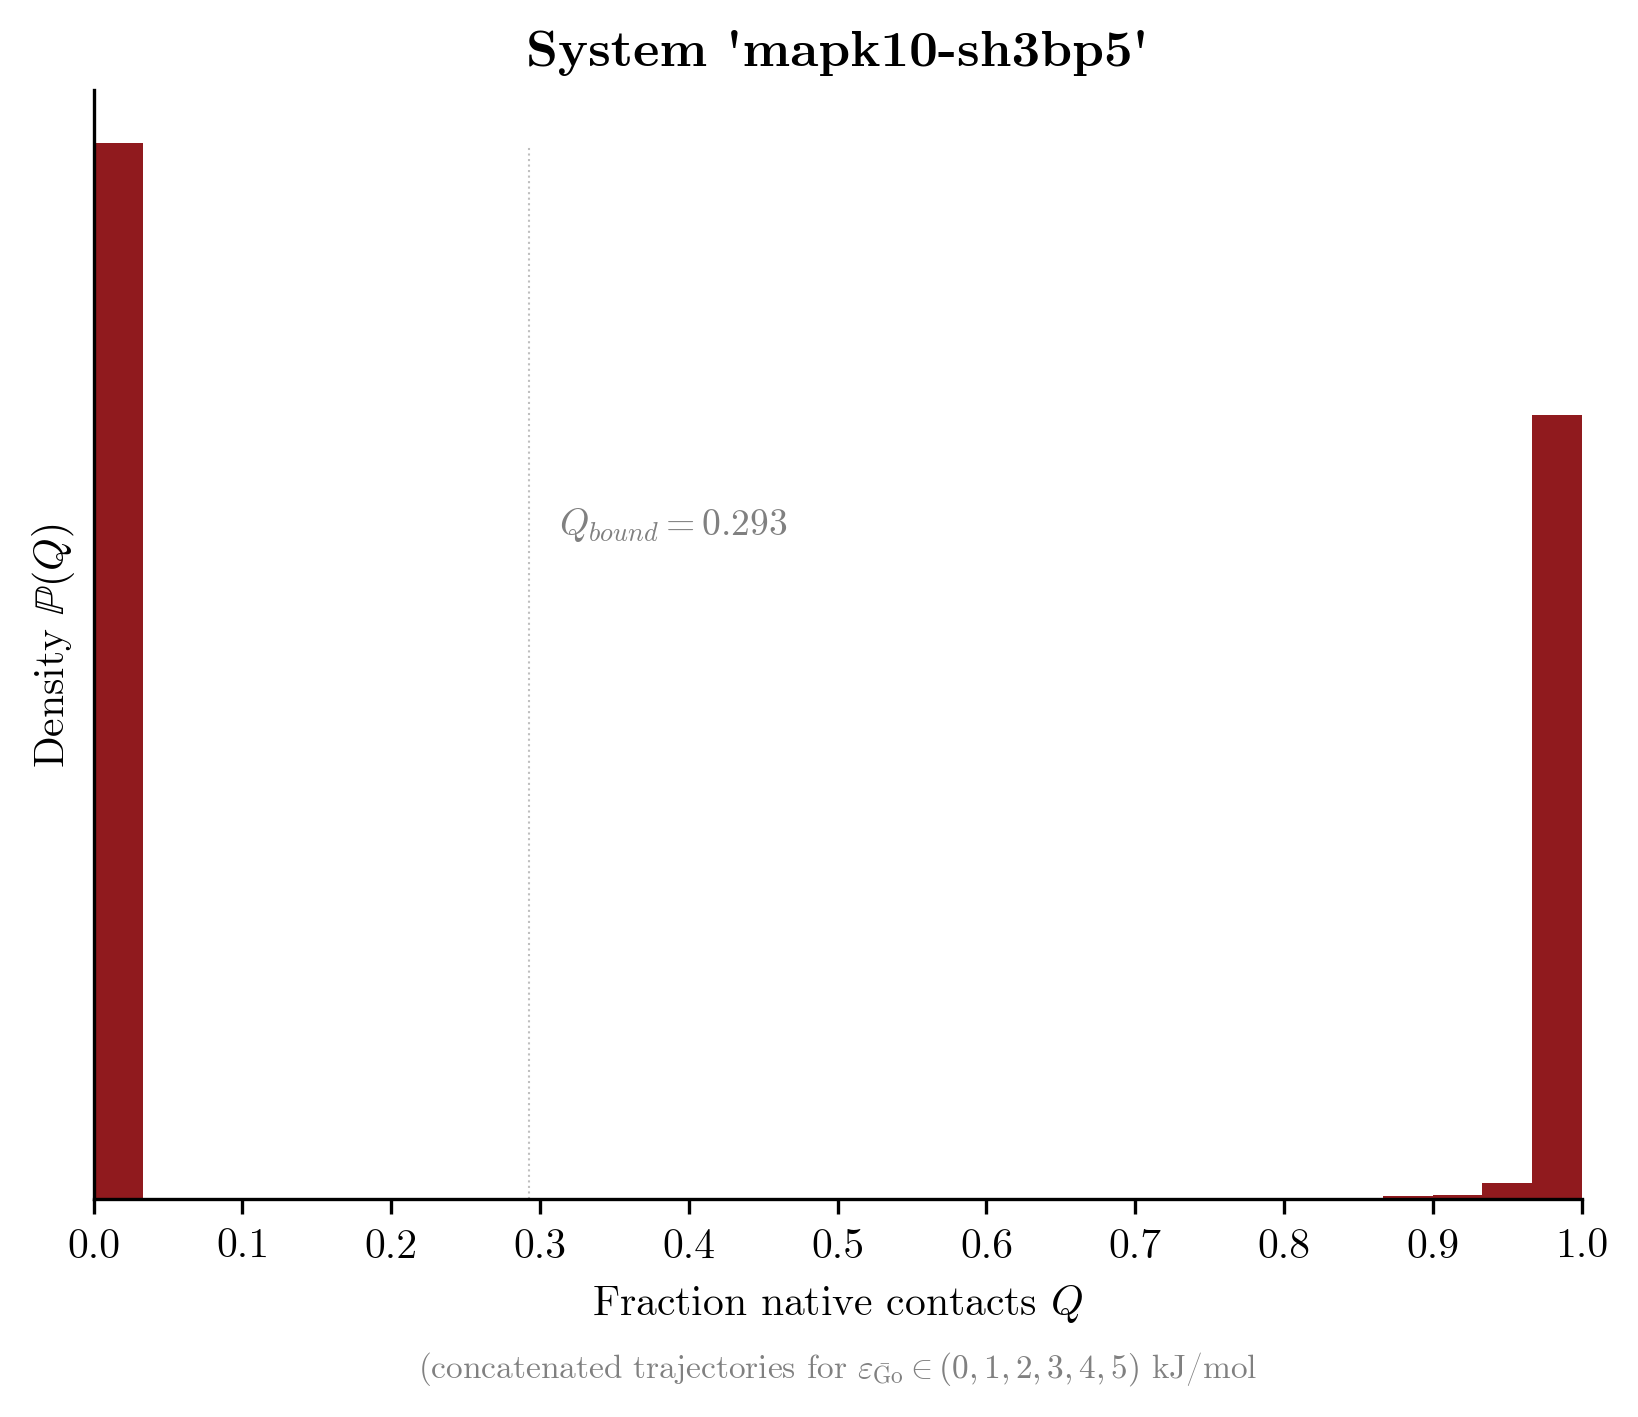 System 'mapk10-sh3bp5'
Density ℙ(Q)
Q_bound = 0.293
0.0 0.1 0.2 0.3 0.4 0.5 0.6 0.7 0.8 0.9 1.0
Fraction native contacts Q
(concatenated trajectories for ε_Ḡo ∈ (0, 1, 2, 3, 4, 5) kJ/mol